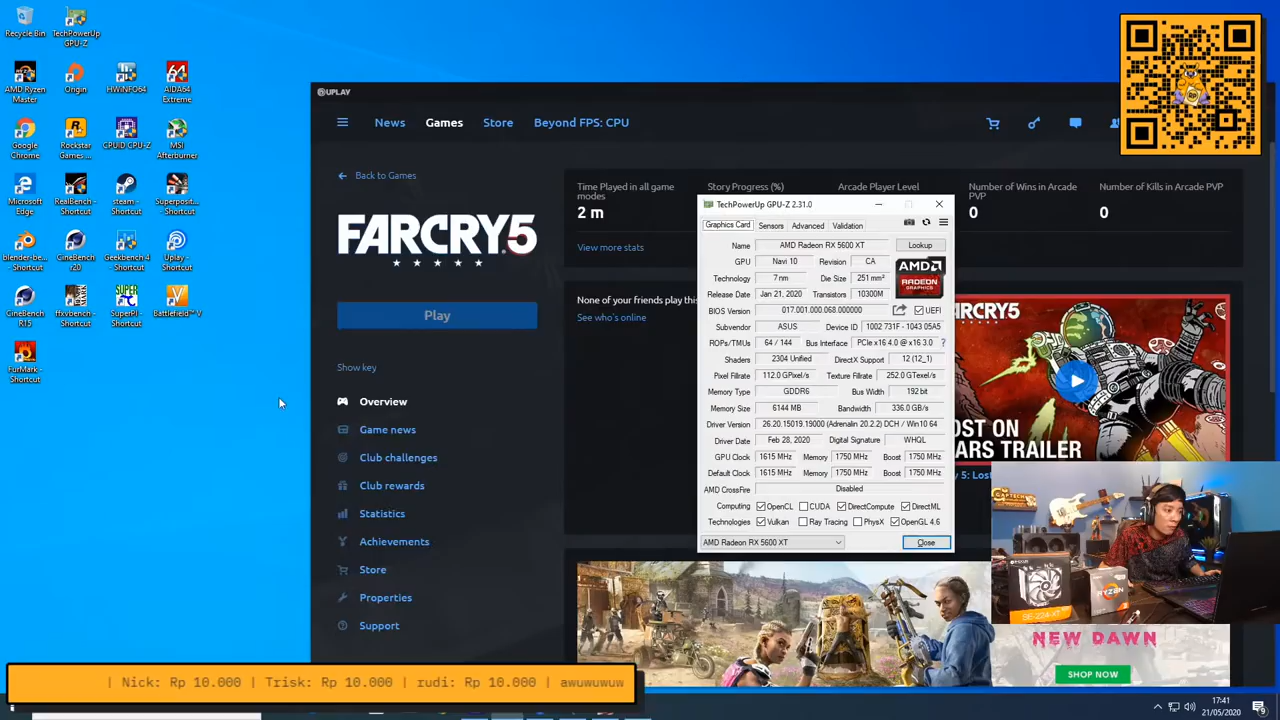 Recycle Bin
TechPowerUp GPU-Z
AMD Ryzen Master
Origin
HWiNFO64
AIDA64 Extreme
Google Chrome
Rockstar Games ...
CPUID CPU-Z
MSI Afterburner
Microsoft Edge
RealBench - Shortcut
steam - Shortcut
Superposit... - Shortcut
blender-be... - Shortcut
CineBench r20
Geekbench 4 - Shortcut
Uplay - Shortcut
CineBench R15
ffxvbench - Shortcut
SuperPI - Shortcut
Battlefield™ V
FurMark - Shortcut
UPLAY
News Games Store Beyond FPS: CPU
Back to Games
FARCRY5
Play
Show key
Overview
Game news
Club challenges
Club rewards
Statistics
Achievements
Store
Properties
Support
Time Played in all game modes
2 m
Story Progress (%)
Arcade Player Level
Number of Wins in Arcade PVP
0
Number of Kills in Arcade PVP
0
View more stats
None of your friends play this
See who's online
TechPowerUp GPU-Z 2.31.0
Graphics Card Sensors Advanced Validation
Name AMD Radeon RX 5600 XT Lookup
GPU Navi 10 Revision CA
AMD RADEON GRAPHICS
Technology 7 nm Die Size 251 mm²
Release Date Jan 21, 2020 Transistors 10300M
BIOS Version 017.001.000.068.000000 UEFI
Subvendor ASUS Device ID 1002 731F - 1043 05A5
ROPs/TMUs 64 / 144 Bus Interface PCIe x16 4.0 @ x16 3.0 ?
Shaders 2304 Unified DirectX Support 12 (12_1)
Pixel Fillrate 112.0 GPixel/s Texture Fillrate 252.0 GTexel/s
Memory Type GDDR6 Bus Width 192 bit
Memory Size 6144 MB Bandwidth 336.0 GB/s
Driver Version 26.20.15019.19000 (Adrenalin 20.2.2) DCH / Win10 64
Driver Date Feb 28, 2020 Digital Signature WHQL
GPU Clock 1615 MHz Memory 1750 MHz Boost 1750 MHz
Default Clock 1615 MHz Memory 1750 MHz Boost 1750 MHz
AMD CrossFire Disabled
Computing OpenCL CUDA DirectCompute DirectML
Technologies Vulkan Ray Tracing PhysX OpenGL 4.6
AMD Radeon RX 5600 XT Close
RCRY5
OST ON
ARS TRAILER
y 5: Lost
GAPTECH
RYZEN
SE-224-XT
NEW DAWN
SHOP NOW
| Nick: Rp 10.000 | Trisk: Rp 10.000 | rudi: Rp 10.000 | awuwuwuw
17:41
21/05/2020